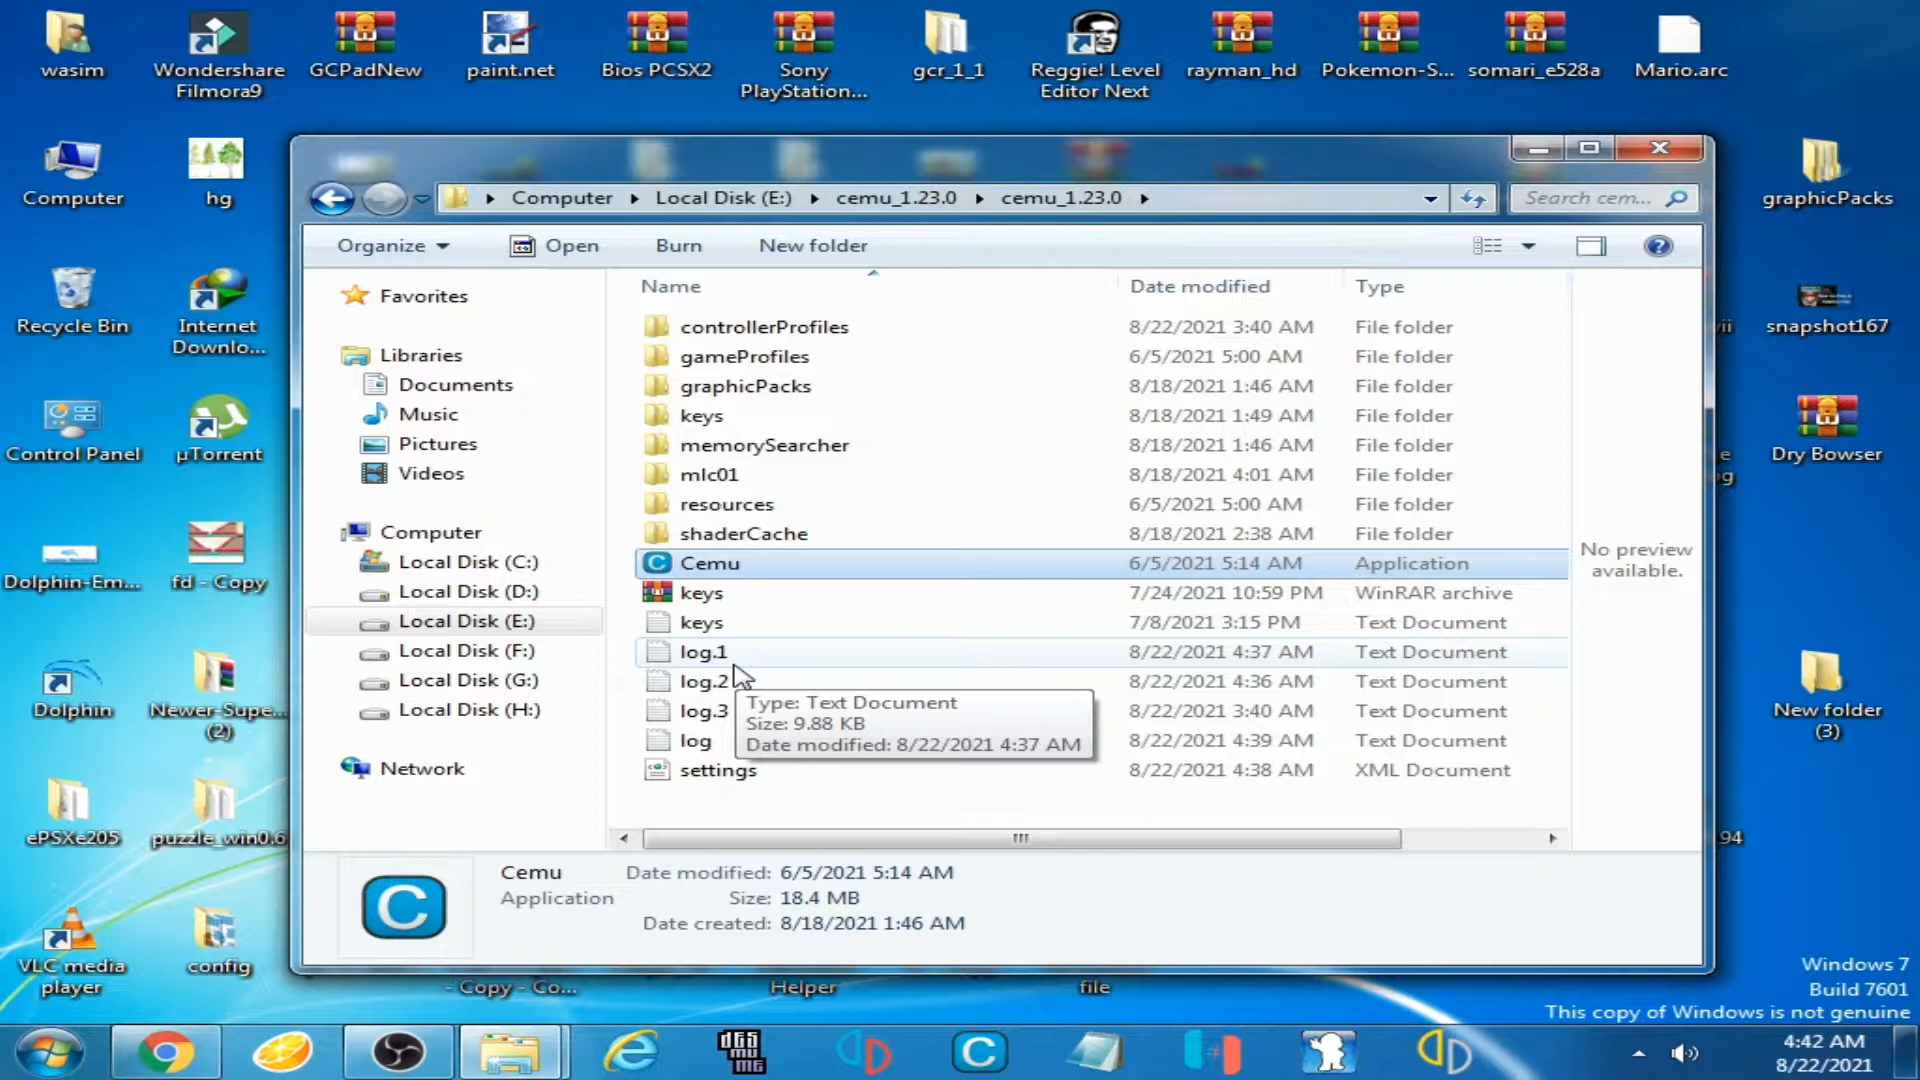 wasim
Wondershare
Filmora9
GCPadNew
paint.net
Bios PCSX2
Sony
PlayStation...
gcr_1_1
Reggie! Level
Editor Next
rayman_hd
Pokemon-S...
somari_e528a
Mario.arc
Computer
hg
graphicPacks
Recycle Bin
Internet
Downlo...
snapshot167
Control Panel
µTorrent
Dry Bowser
Dolphin-Em...
fd - Copy
Dolphin
Newer-Supe...
(2)
New folder
(3)
ePSXe205
puzzle_win0.6
94
VLC media
player
config
- Copy - Co...
Helper
file
Computer
Local Disk (E:)
cemu_1.23.0
cemu_1.23.0
Search cem...
Organize
Open
Burn
New folder
Favorites
Libraries
Documents
Music
Pictures
Videos
Computer
Local Disk (C:)
Local Disk (D:)
Local Disk (E:)
Local Disk (F:)
Local Disk (G:)
Local Disk (H:)
Network
Name Date modified Type
controllerProfiles 8/22/2021 3:40 AM File folder
gameProfiles 6/5/2021 5:00 AM File folder
graphicPacks 8/18/2021 1:46 AM File folder
keys 8/18/2021 1:49 AM File folder
memorySearcher 8/18/2021 1:46 AM File folder
mlc01 8/18/2021 4:01 AM File folder
resources 6/5/2021 5:00 AM File folder
shaderCache 8/18/2021 2:38 AM File folder
Cemu 6/5/2021 5:14 AM Application
keys 7/24/2021 10:59 PM WinRAR archive
keys 7/8/2021 3:15 PM Text Document
log.1 8/22/2021 4:37 AM Text Document
log.2 8/22/2021 4:36 AM Text Document
log.3 8/22/2021 3:40 AM Text Document
log 8/22/2021 4:39 AM Text Document
settings 8/22/2021 4:38 AM XML Document
Type: Text Document
Size: 9.88 KB
Date modified: 8/22/2021 4:37 AM
No preview
available.
Cemu Date modified: 6/5/2021 5:14 AM
Application Size: 18.4 MB
Date created: 8/18/2021 1:46 AM
Windows 7
Build 7601
This copy of Windows is not genuine
4:42 AM
8/22/2021